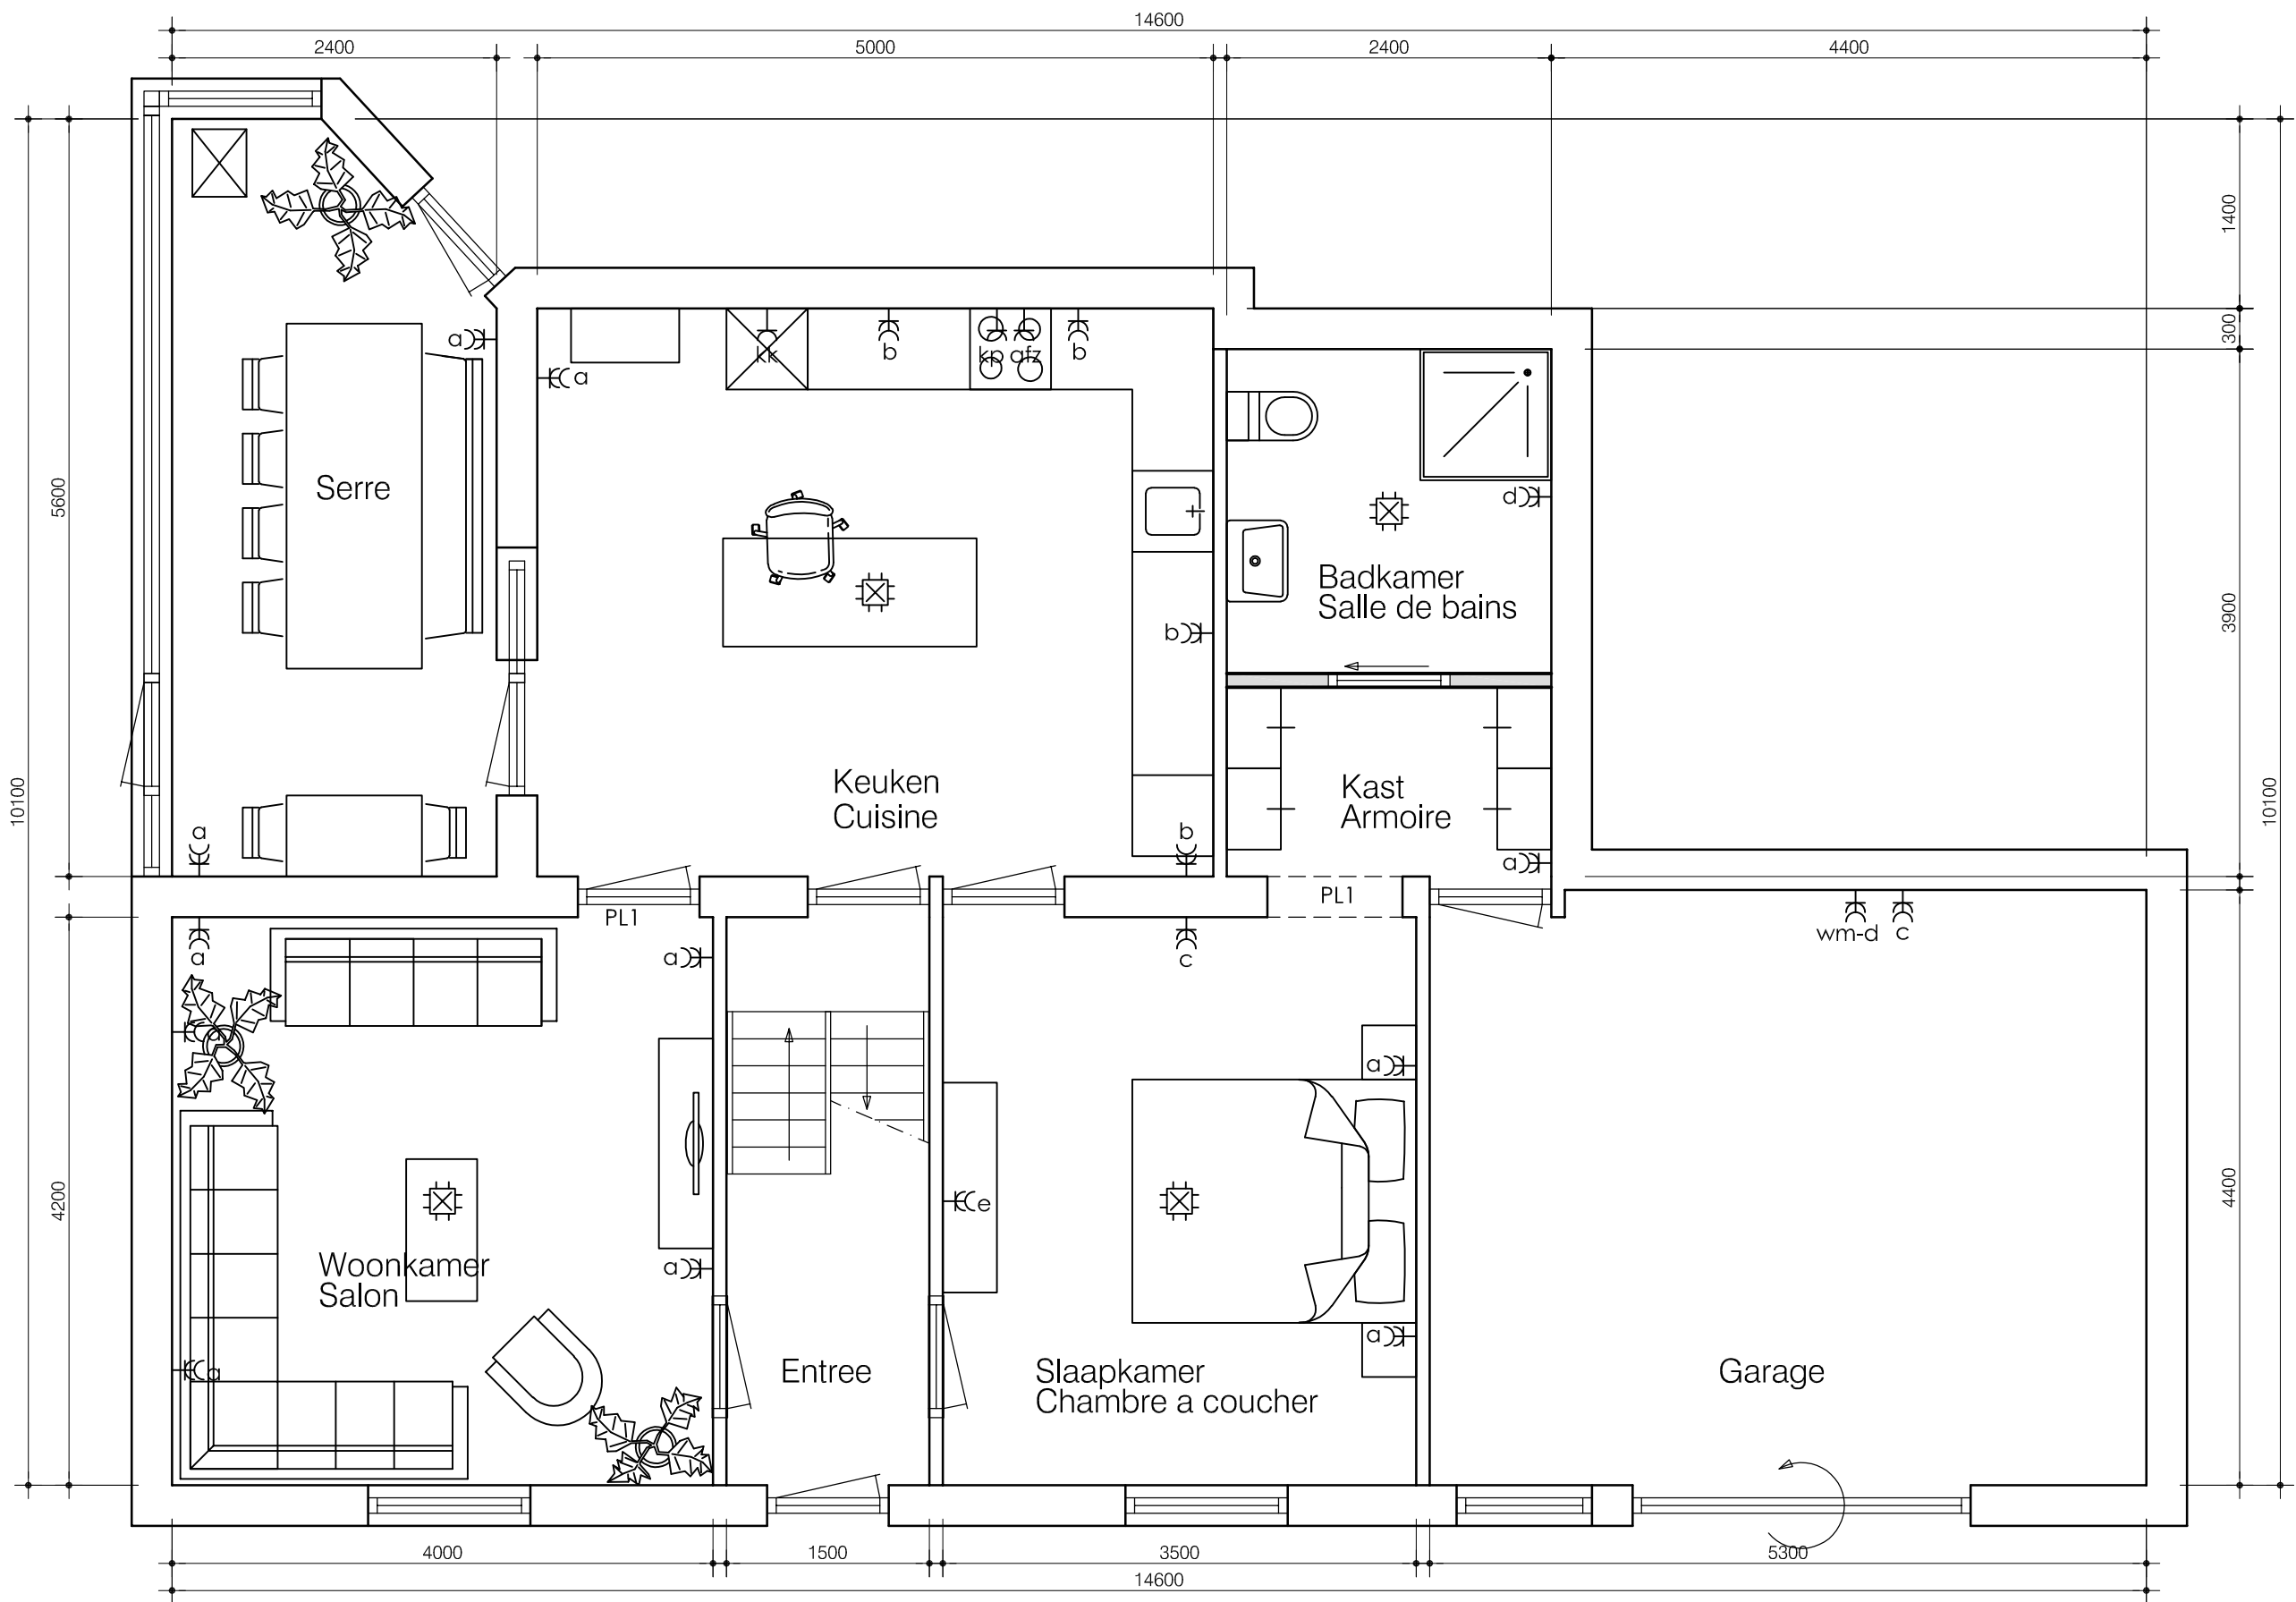 14600
2400
5000
2400
4400
1400
300
a
kk
b
kp
afz
b
a
5600
Serre
d
Badkamer
Salle de bains
3900
b
10100
10100
Keuken
Cuisine
Kast
Armoire
a
b
a
PL1
PL1
a
a
c
wm-d
c
a
a
4200
4400
e
Woonkamer
Salon
a
a
a
Entree
Slaapkamer
Chambre a coucher
Garage
4000
1500
3500
5300
14600